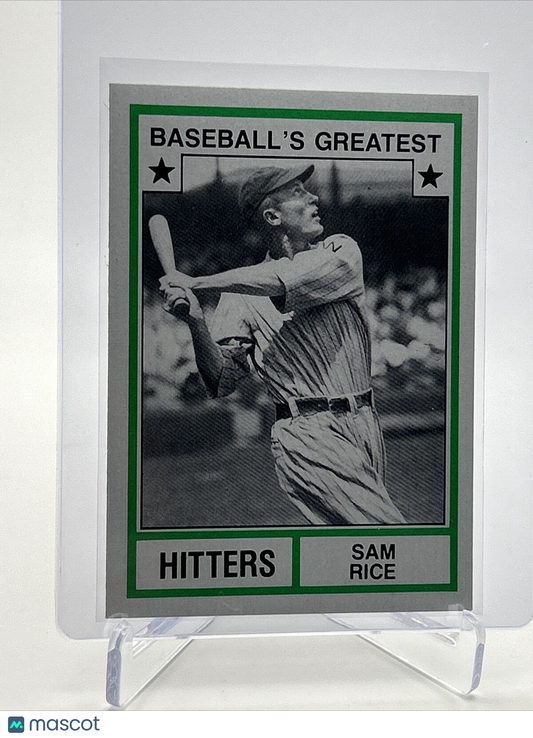 BASEBALL'S GREATEST
W
HITTERS
SAM
RICE
mascot